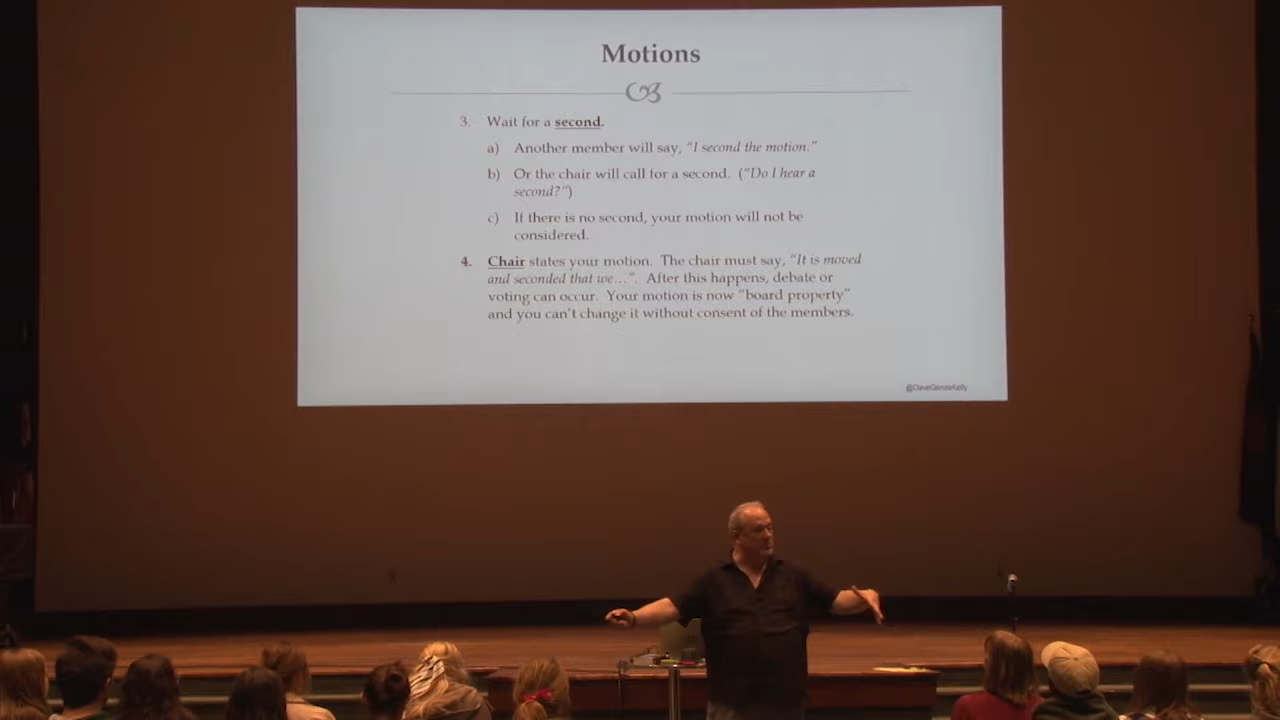 Motions
3. Wait for a second.
a) Another member will say, "I second the motion."
b) Or the chair will call for a second. ("Do I hear a
second?")
c) If there is no second, your motion will not be
considered.
4. Chair states your motion. The chair must say, "It is moved
and seconded that we…". After this happens, debate or
voting can occur. Your motion is now "board property"
and you can't change it without consent of the members.